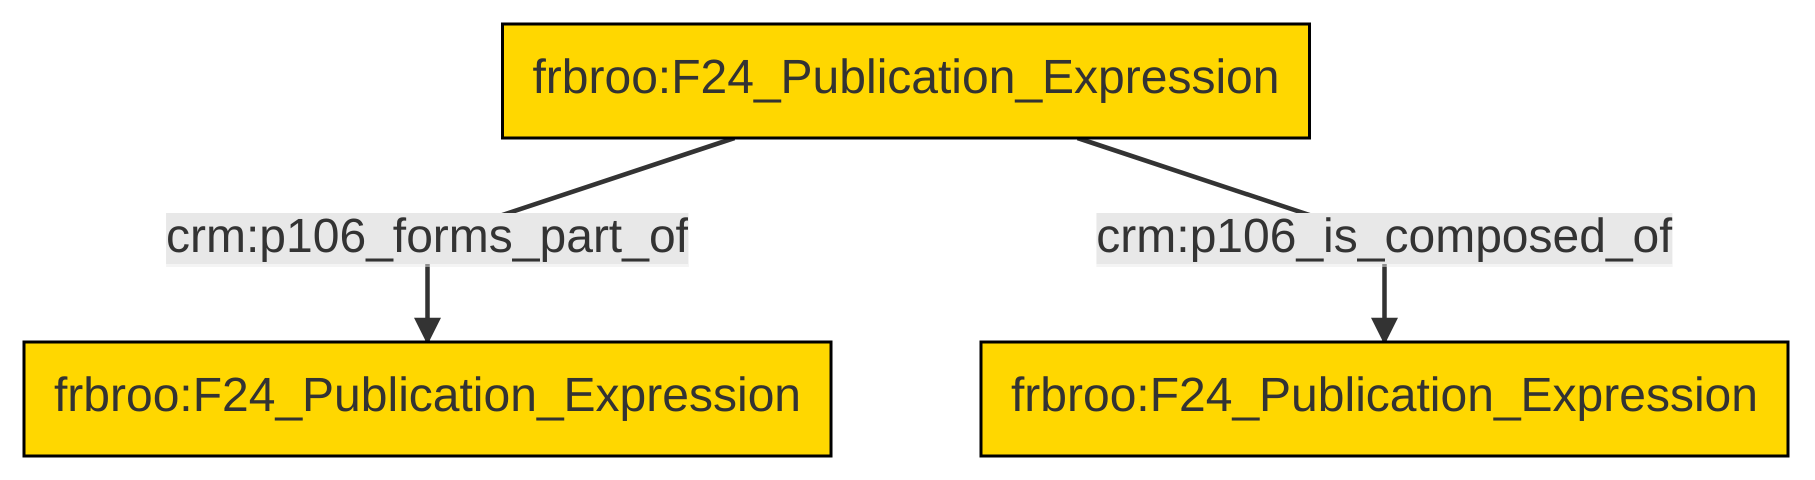 frbroo:F24_Publication_Expression
crm:p106_forms_part_of
crm:p106_is_composed_of
frbroo:F24_Publication_Expression
frbroo:F24_Publication_Expression